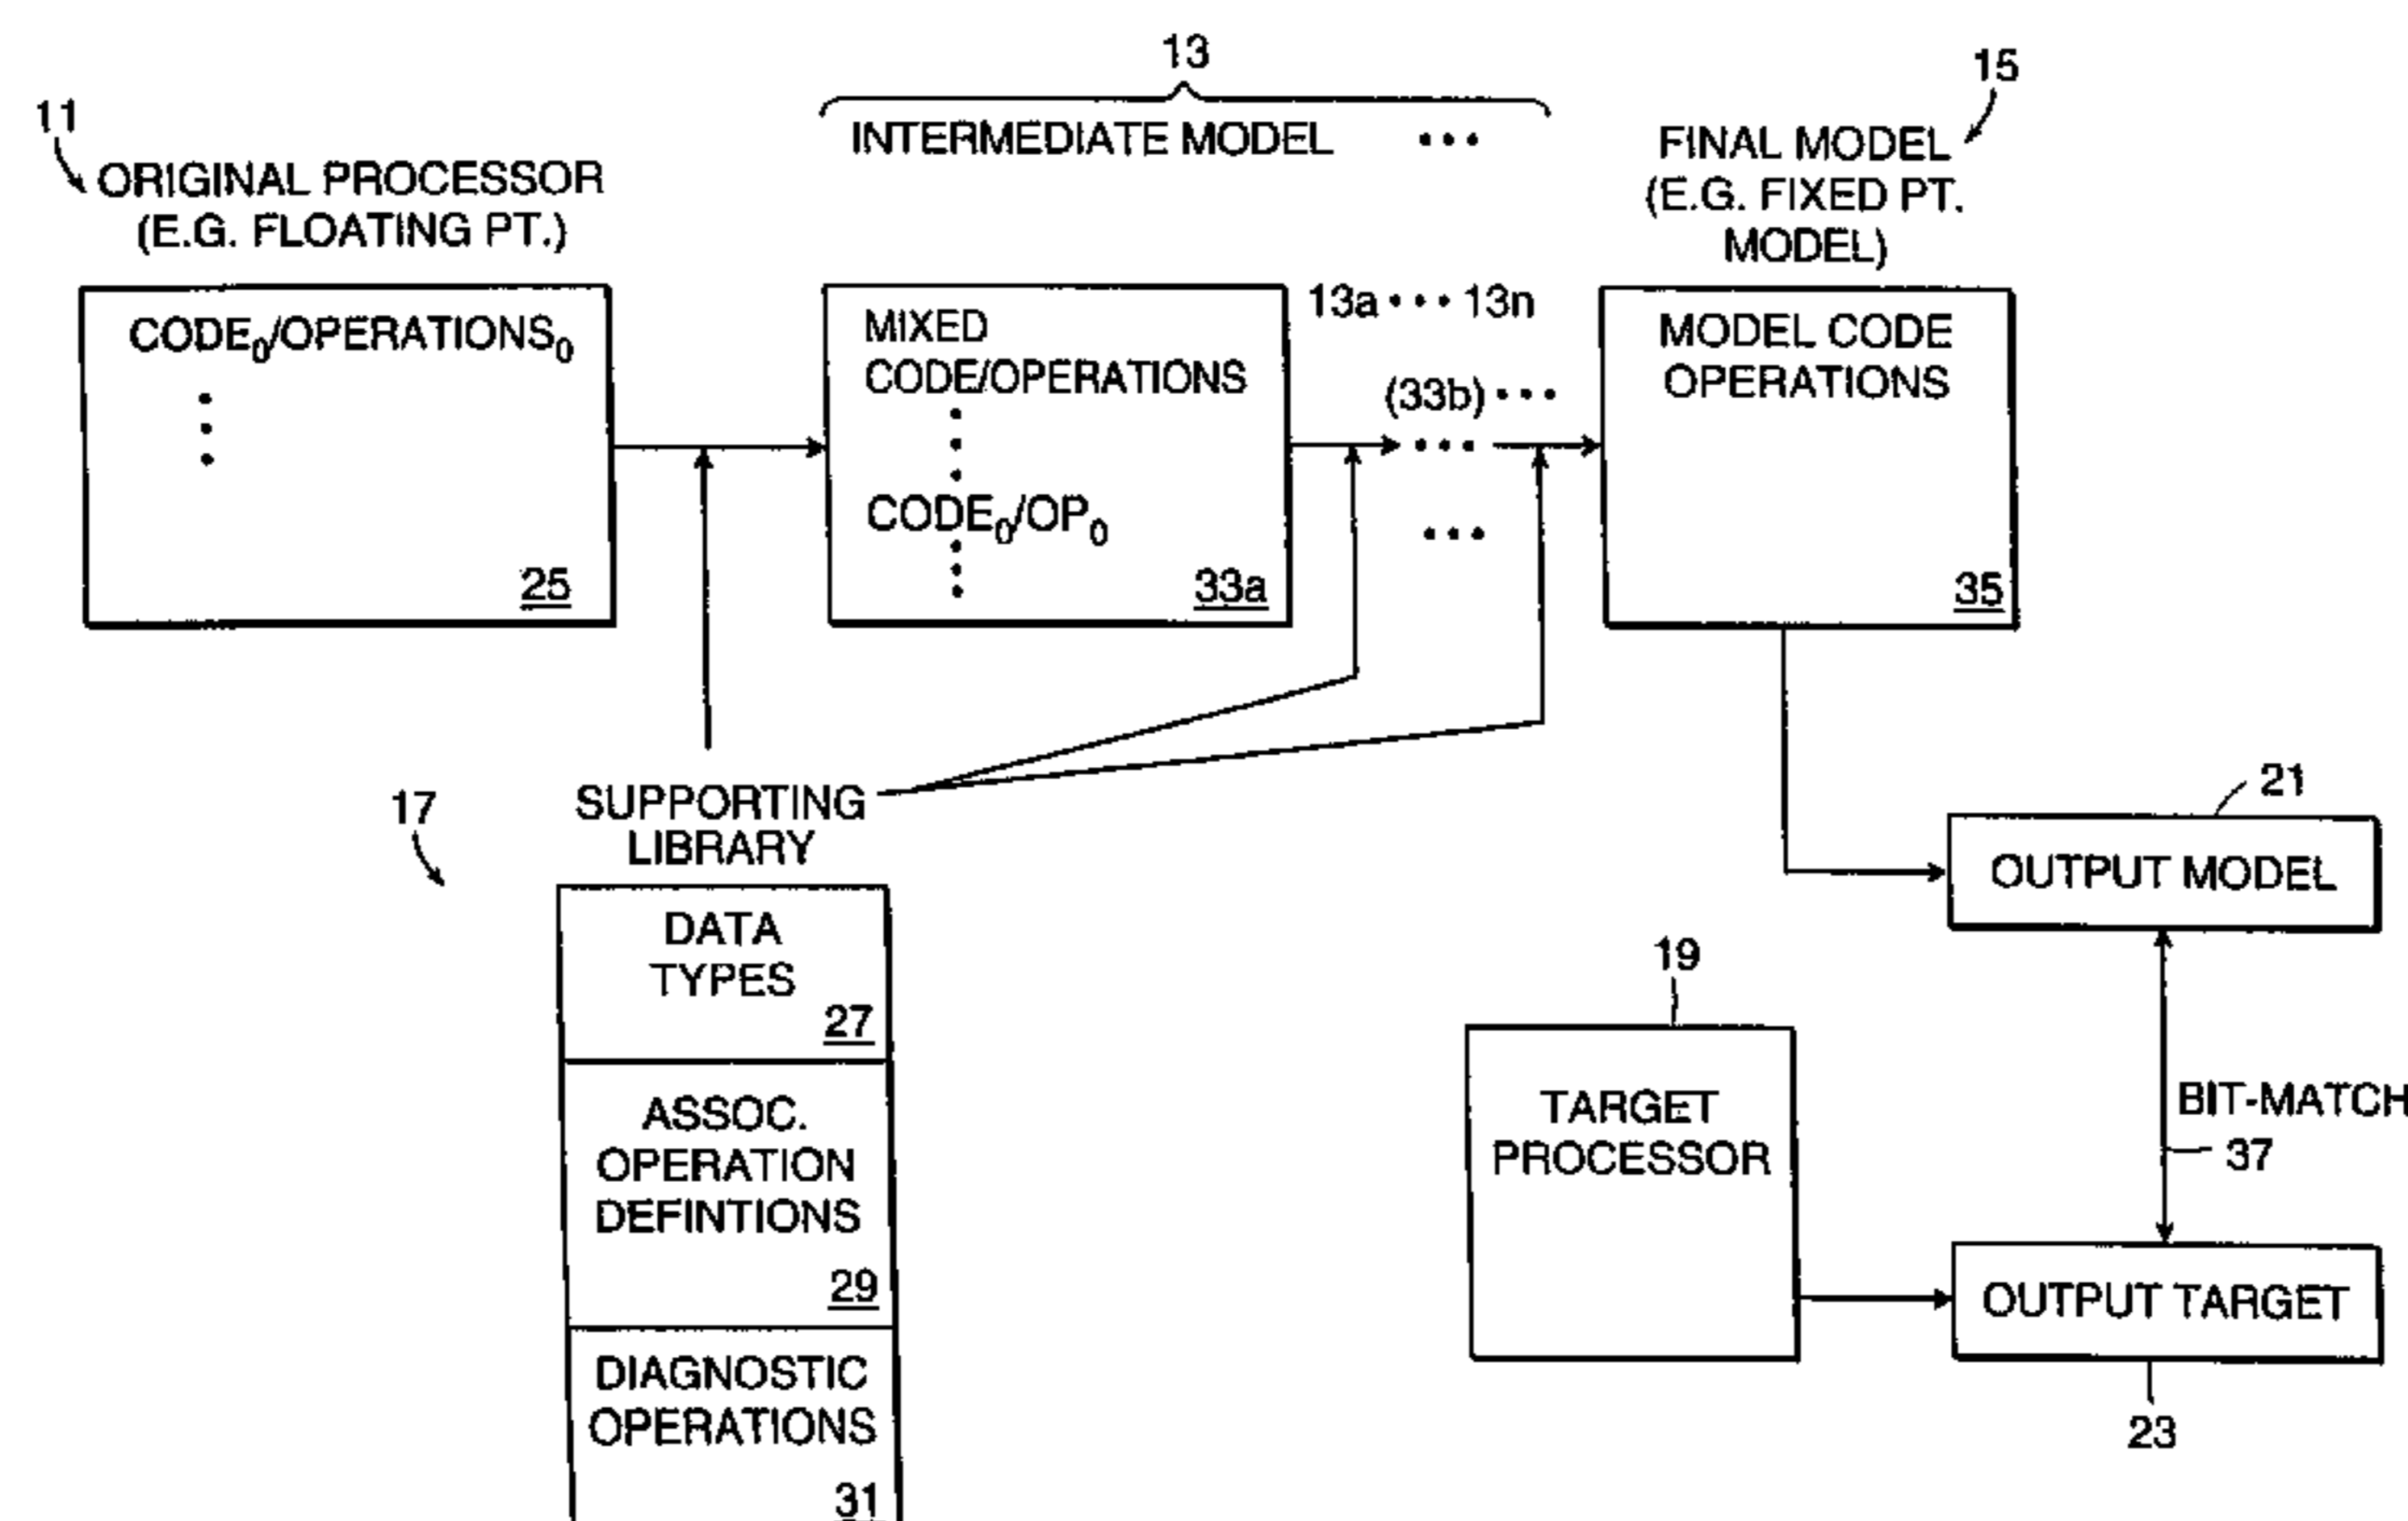 13
15
11
INTERMEDIATE MODEL •••
FINAL MODEL
(E.G. FIXED PT.
MODEL)
ORIGINAL PROCESSOR
(E.G. FLOATING PT.)
CODE₀/OPERATIONS₀
25
MIXED
CODE/OPERATIONS
CODE₀/OP₀
33a
13a ••• 13n
(33b) •••
•••
•••
MODEL CODE
OPERATIONS
35
17
SUPPORTING
LIBRARY
DATA
TYPES
27
ASSOC.
OPERATION
DEFINTIONS
29
DIAGNOSTIC
OPERATIONS
31
21
OUTPUT MODEL
19
TARGET
PROCESSOR
BIT-MATCH
37
OUTPUT TARGET
23